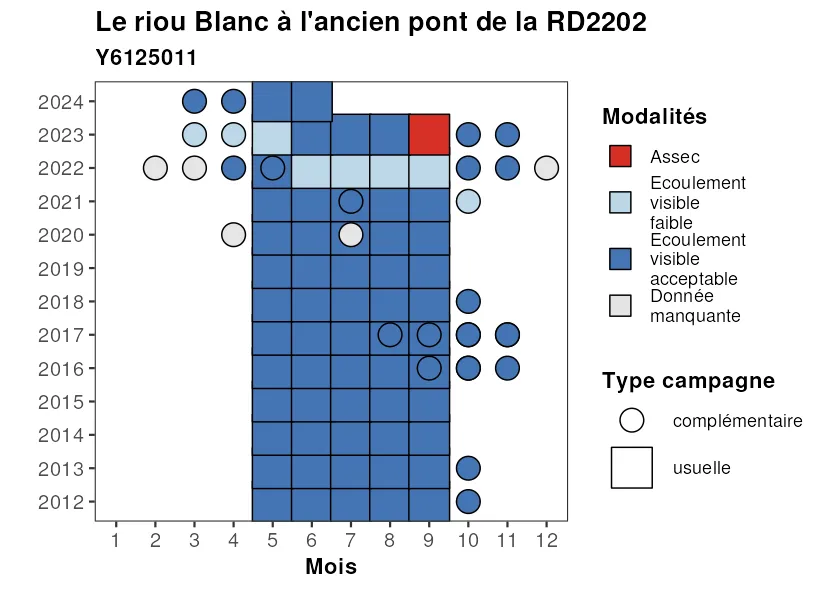 Le riou Blanc à l'ancien pont de la RD2202
Y6125011
2024
2023
2022
2021
2020
2019
2018
2017
2016
2015
2014
2013
2012
1 2 3 4 5 6 7 8 9 10 11 12
Mois
Modalités
Assec
Ecoulement
visible
faible
Ecoulement
visible
acceptable
Donnée
manquante
Type campagne
complémentaire
usuelle